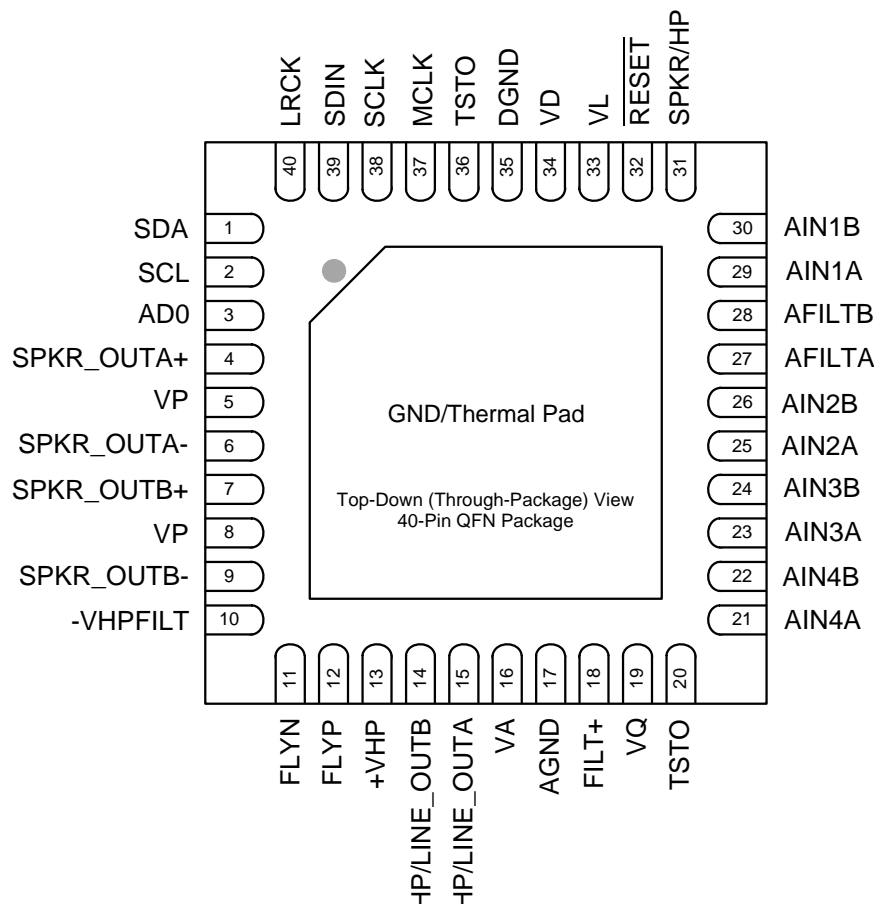 LRCK
SDIN
SCLK
MCLK
TSTO
DGND
VD
VL
RESET
SPKR/HP
40
39
38
37
36
35
34
33
32
31
SDA 1
SCL 2
AD0 3
SPKR_OUTA+ 4
VP 5
SPKR_OUTA- 6
SPKR_OUTB+ 7
VP 8
SPKR_OUTB- 9
-VHPFILT 10
GND/Thermal Pad
Top-Down (Through-Package) View
40-Pin QFN Package
30 AIN1B
29 AIN1A
28 AFILTB
27 AFILTA
26 AIN2B
25 AIN2A
24 AIN3B
23 AIN3A
22 AIN4B
21 AIN4A
11
12
13
14
15
16
17
18
19
20
FLYN
FLYP
+VHP
HP/LINE_OUTB
HP/LINE_OUTA
VA
AGND
FILT+
VQ
TSTO